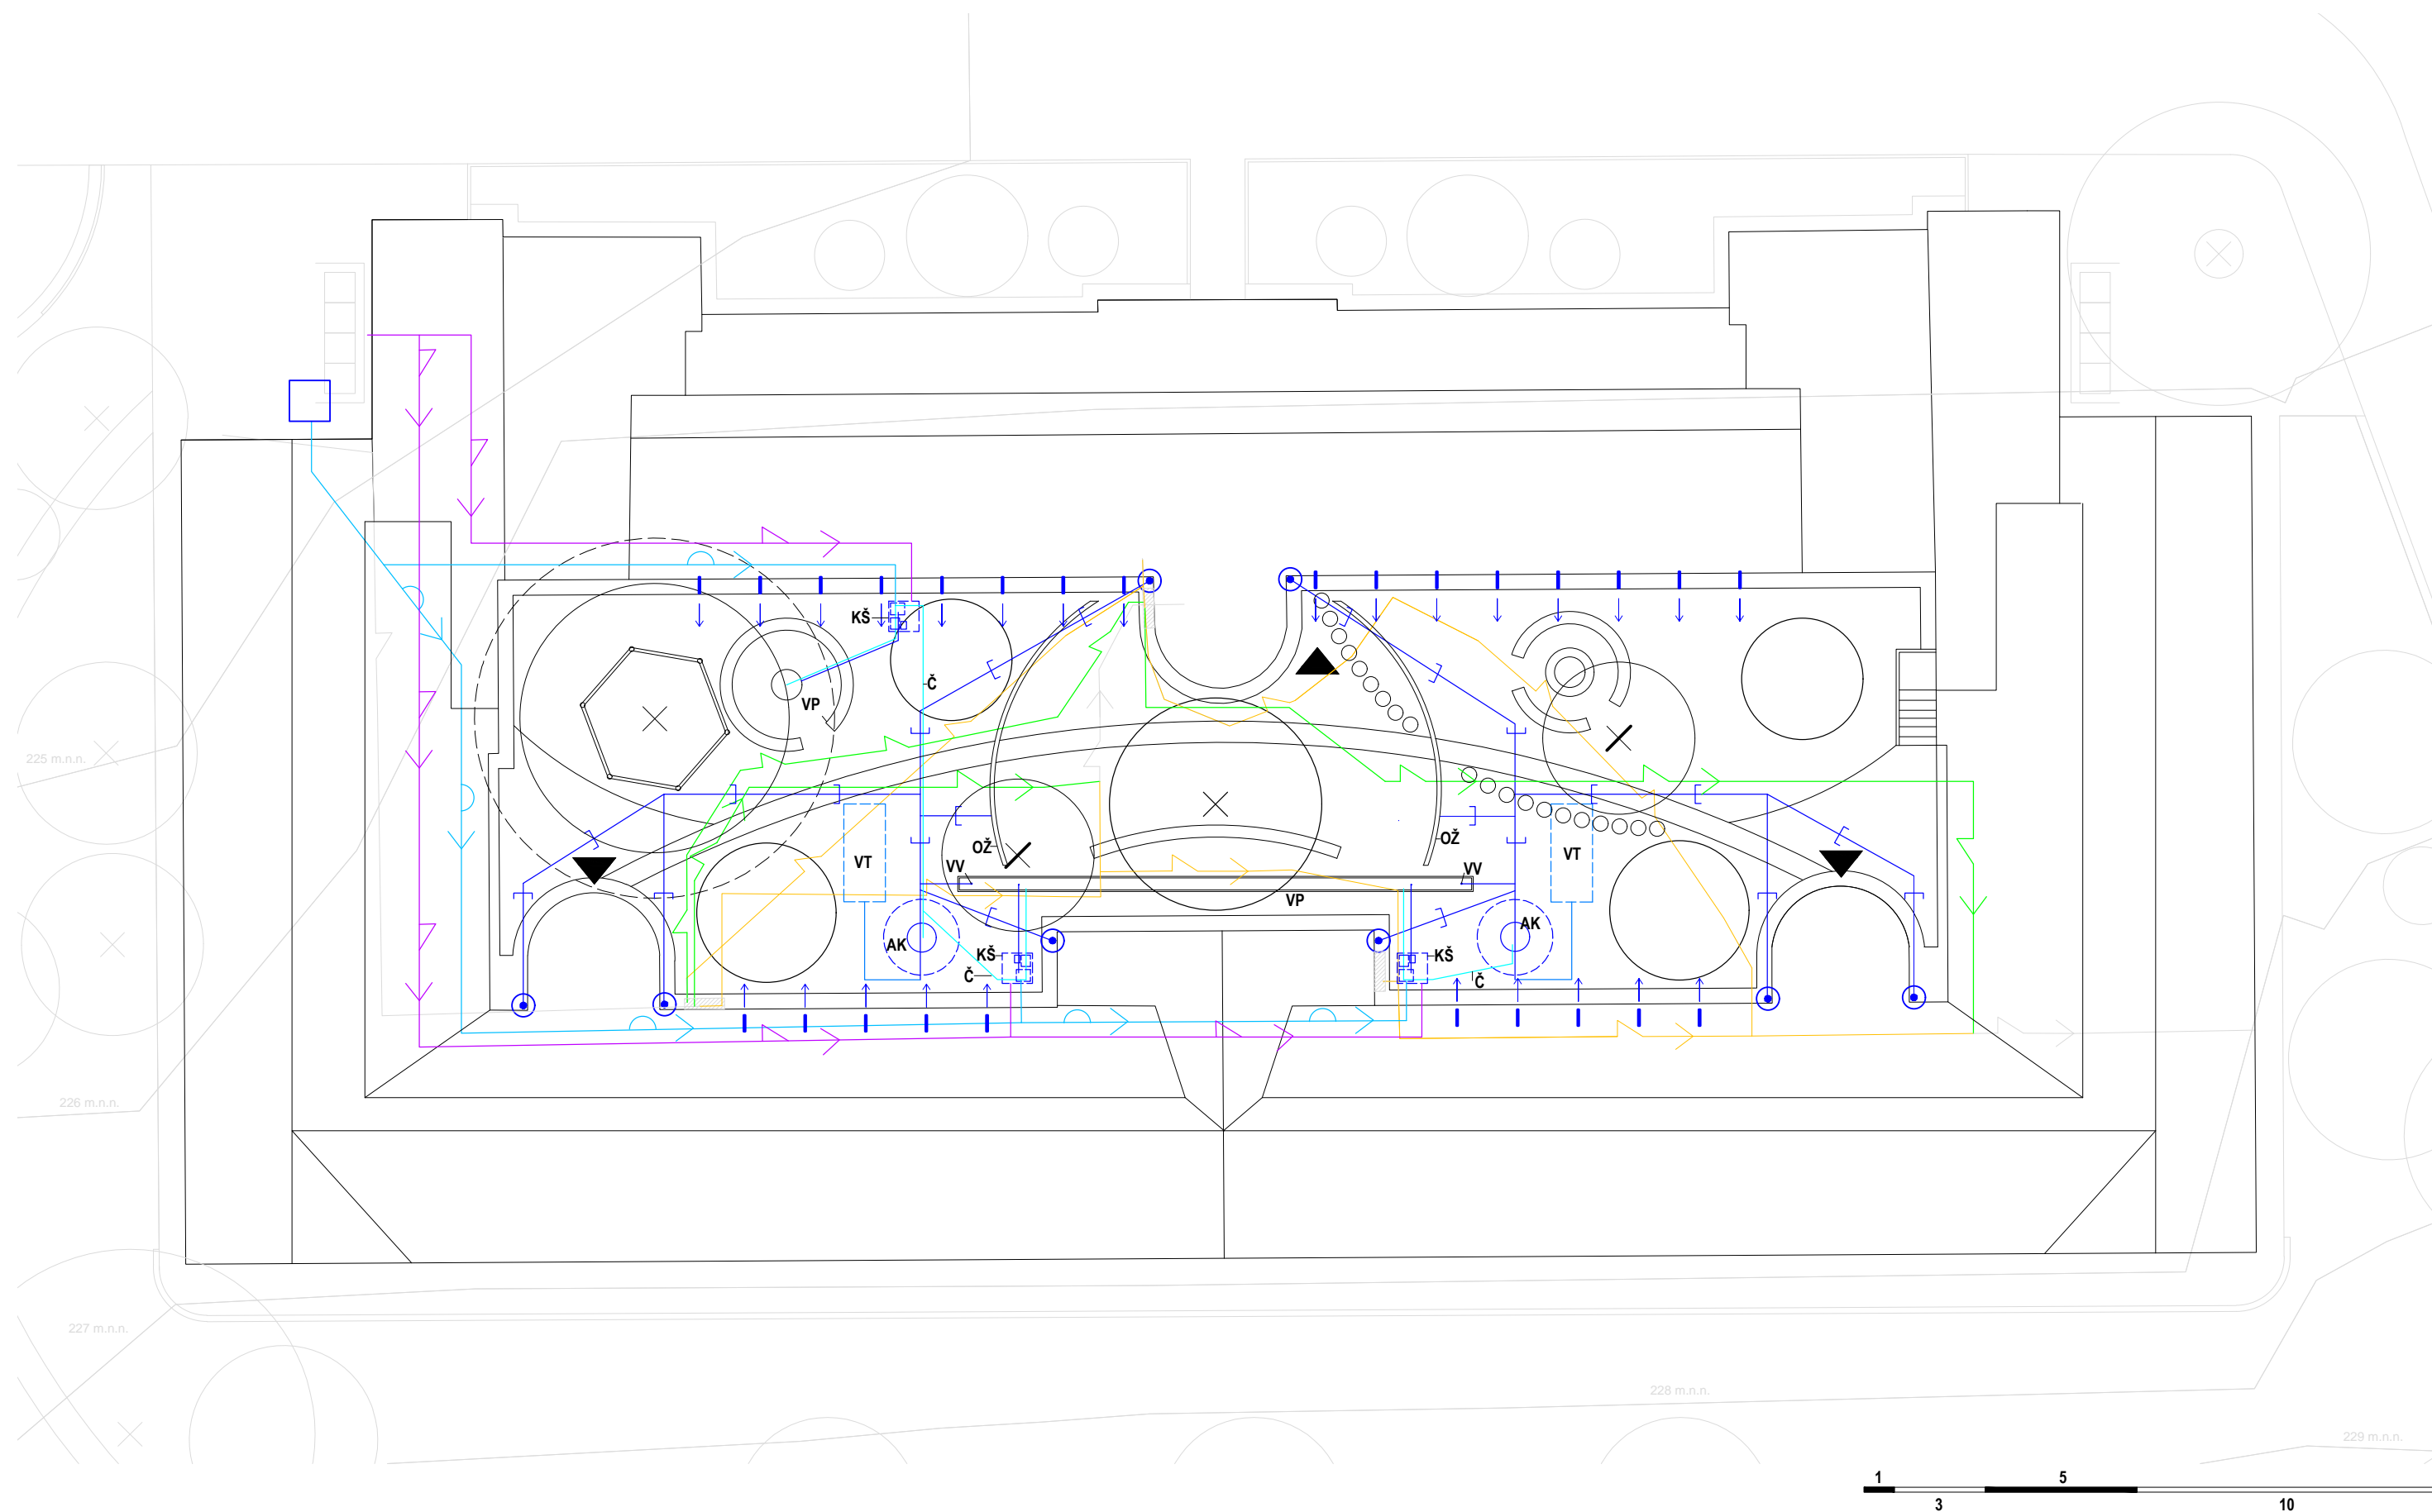 KŠ
Č
VP
225 m.n.n.
OŽ
OŽ
VT
VV
VV
VT
VP
AK
AK
KŠ
KŠ
Č
Č
226 m.n.n.
227 m.n.n.
228 m.n.n.
229 m.n.n.
1 5
3 10